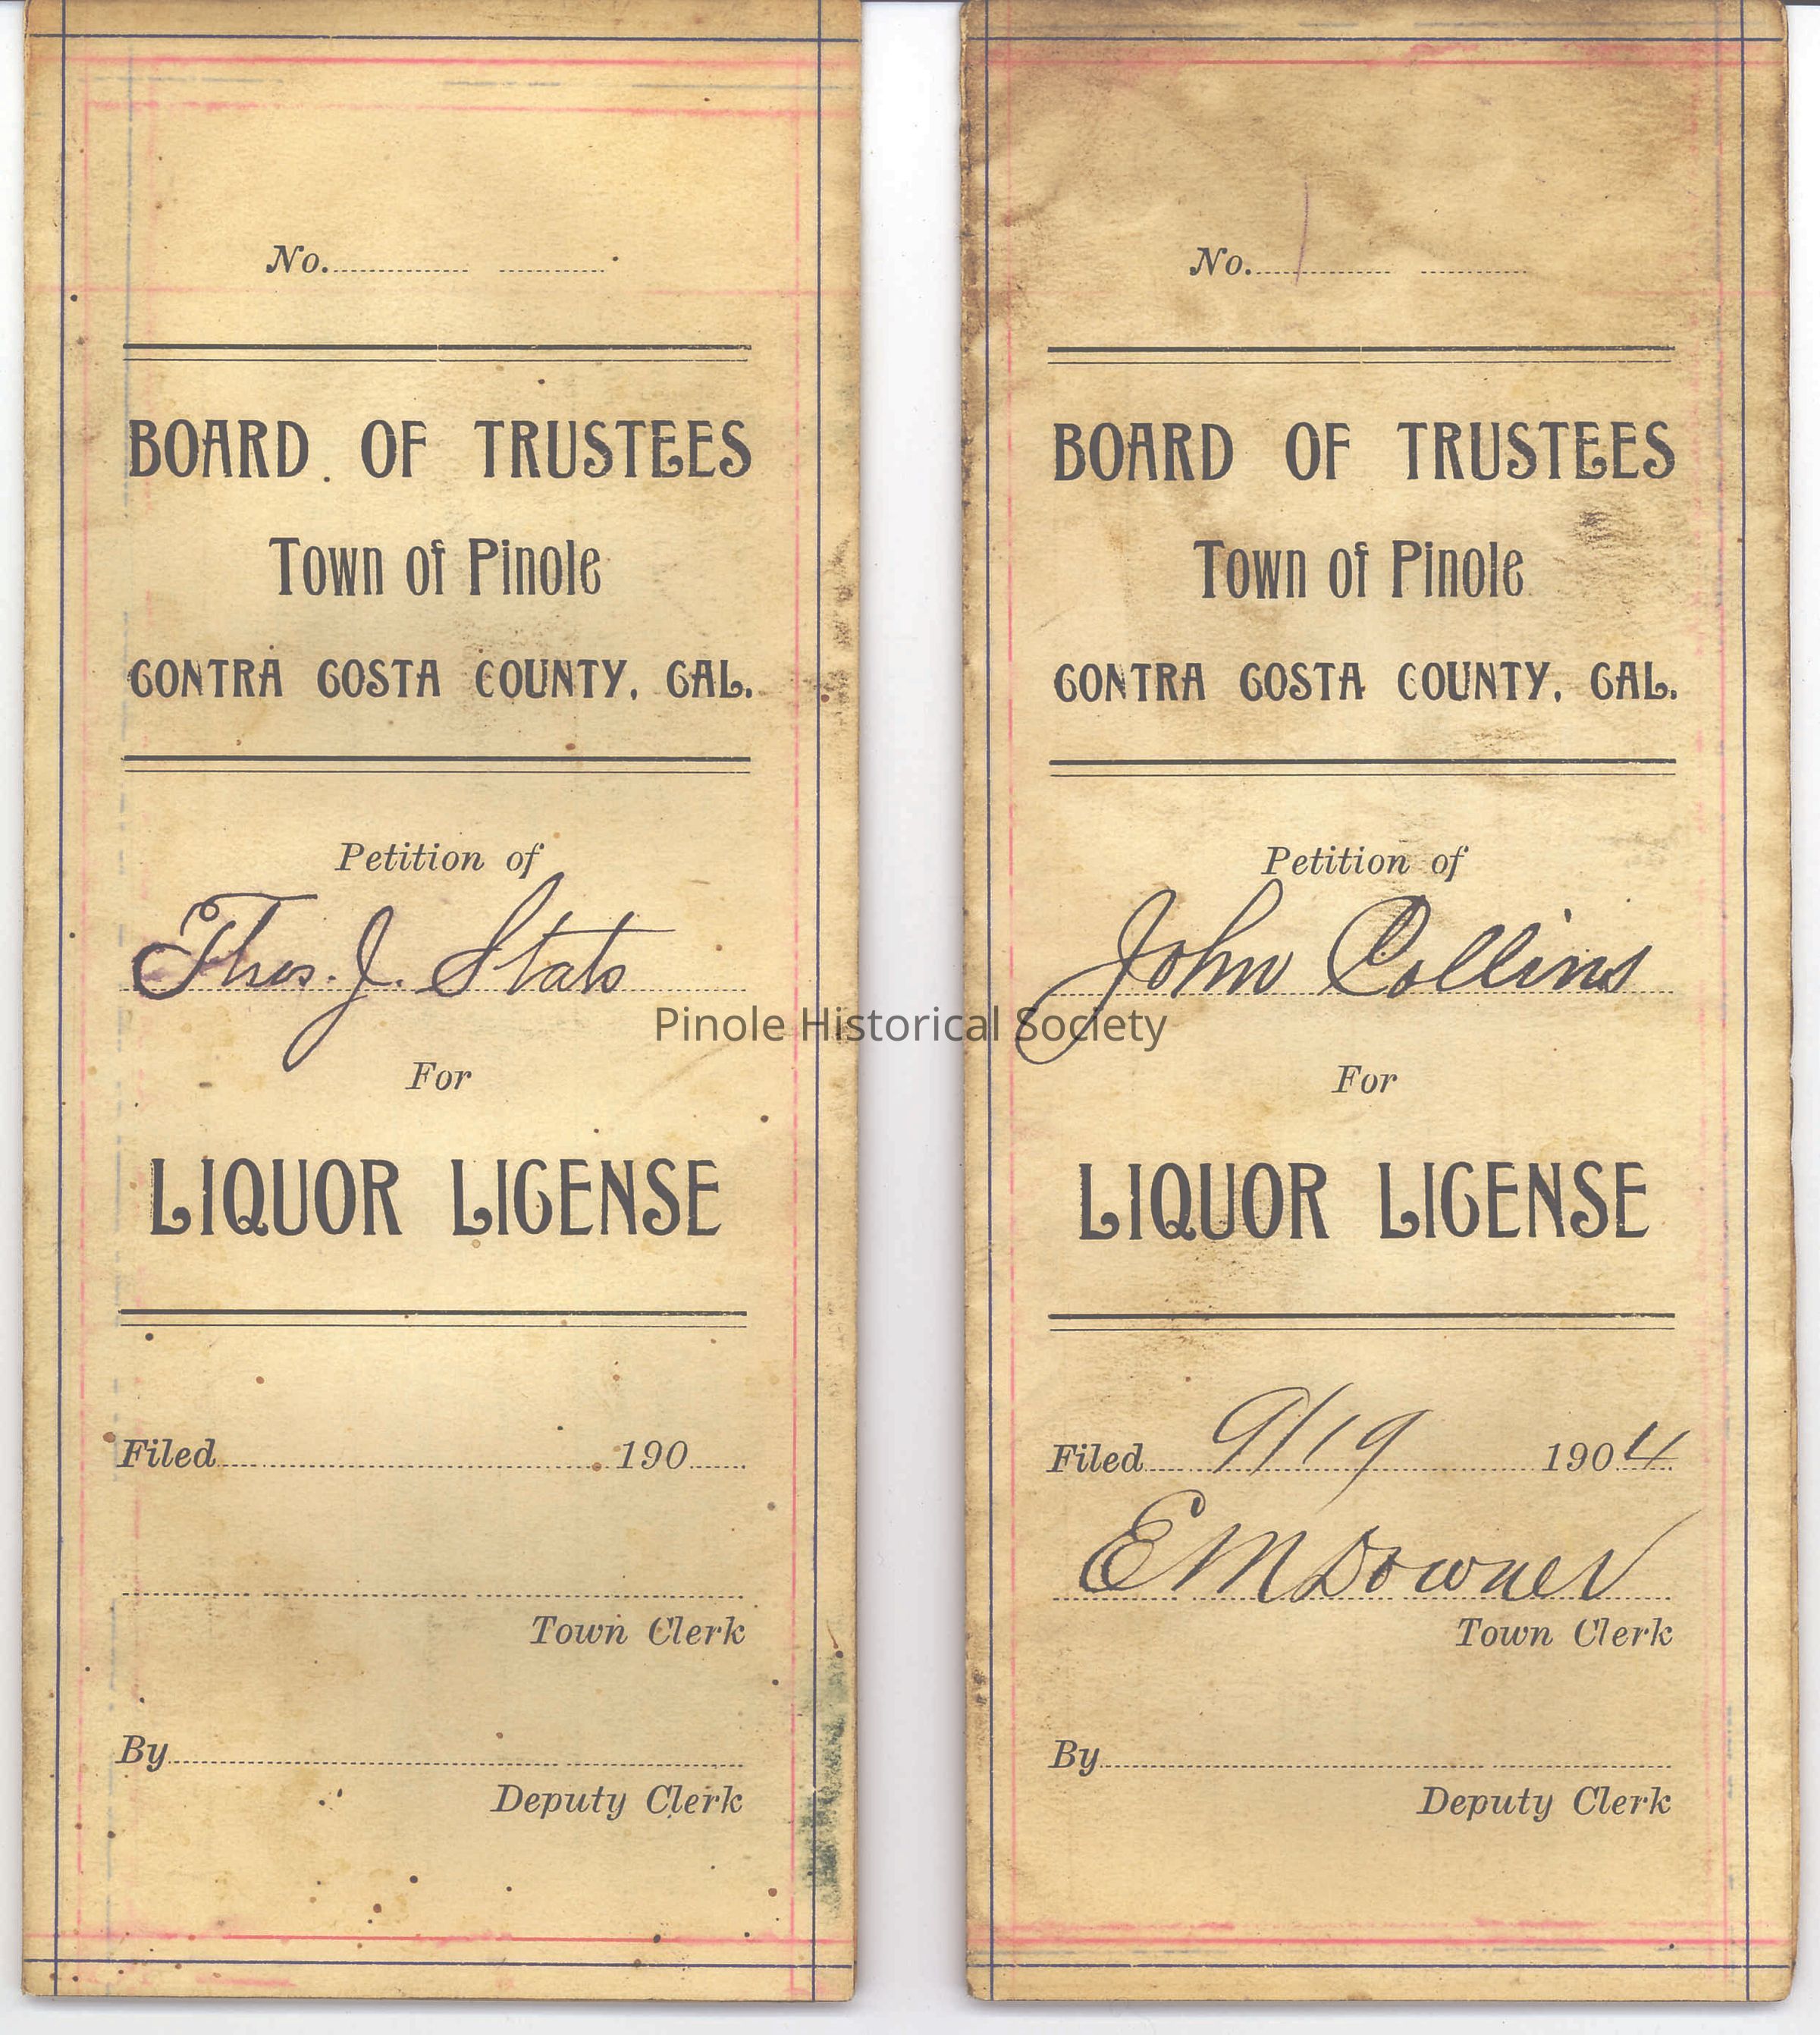 No.
BOARD OF TRUSTEES
Town of Pinole
CONTRA COSTA COUNTY, CAL.
Petition of
Thos. J. Stats
For
LIQUOR LICENSE
Filed 190
Town Clerk
By
Deputy Clerk
No. 1
BOARD OF TRUSTEES
Town of Pinole
CONTRA COSTA COUNTY, CAL.
Petition of
John Collins
For
LIQUOR LICENSE
Filed 9/19 1904
E M Downer
Town Clerk
By
Deputy Clerk
Pinole Historical Society